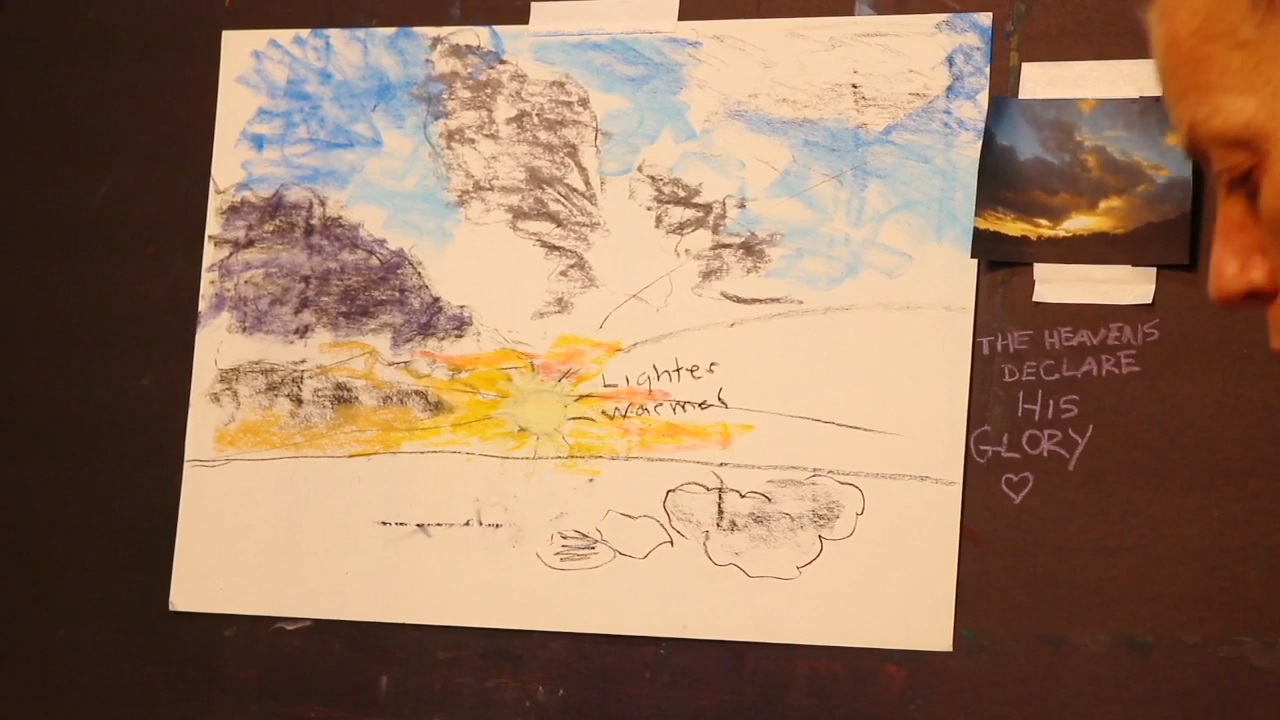 Lighter
Warmer
THE HEAVENS
DECLARE
HIS
GLORY